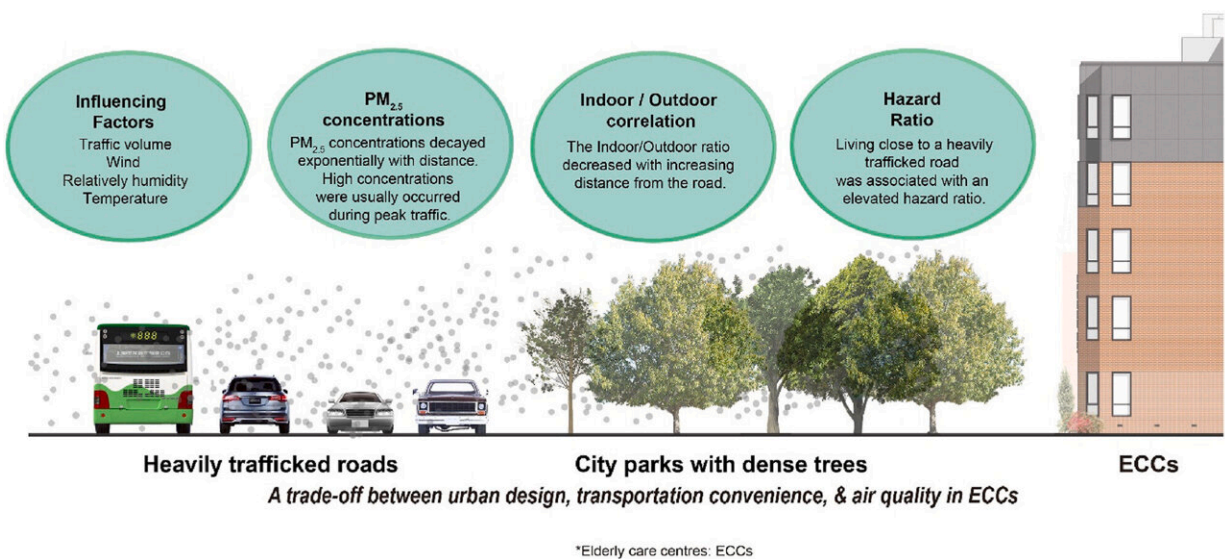 Influencing
Factors
Traffic volume
Wind
Relatively humidity
Temperature
PM2.5
concentrations
PM2.5 concentrations decayed
exponentially with distance.
High concentrations
were usually occurred
during peak traffic.
Indoor / Outdoor
correlation
The Indoor/Outdoor ratio
decreased with increasing
distance from the road.
Hazard
Ratio
Living close to a heavily
trafficked road
was associated with an
elevated hazard ratio.
888
Heavily trafficked roads
City parks with dense trees
ECCs
A trade-off between urban design, transportation convenience, & air quality in ECCs
*Elderly care centres: ECCs